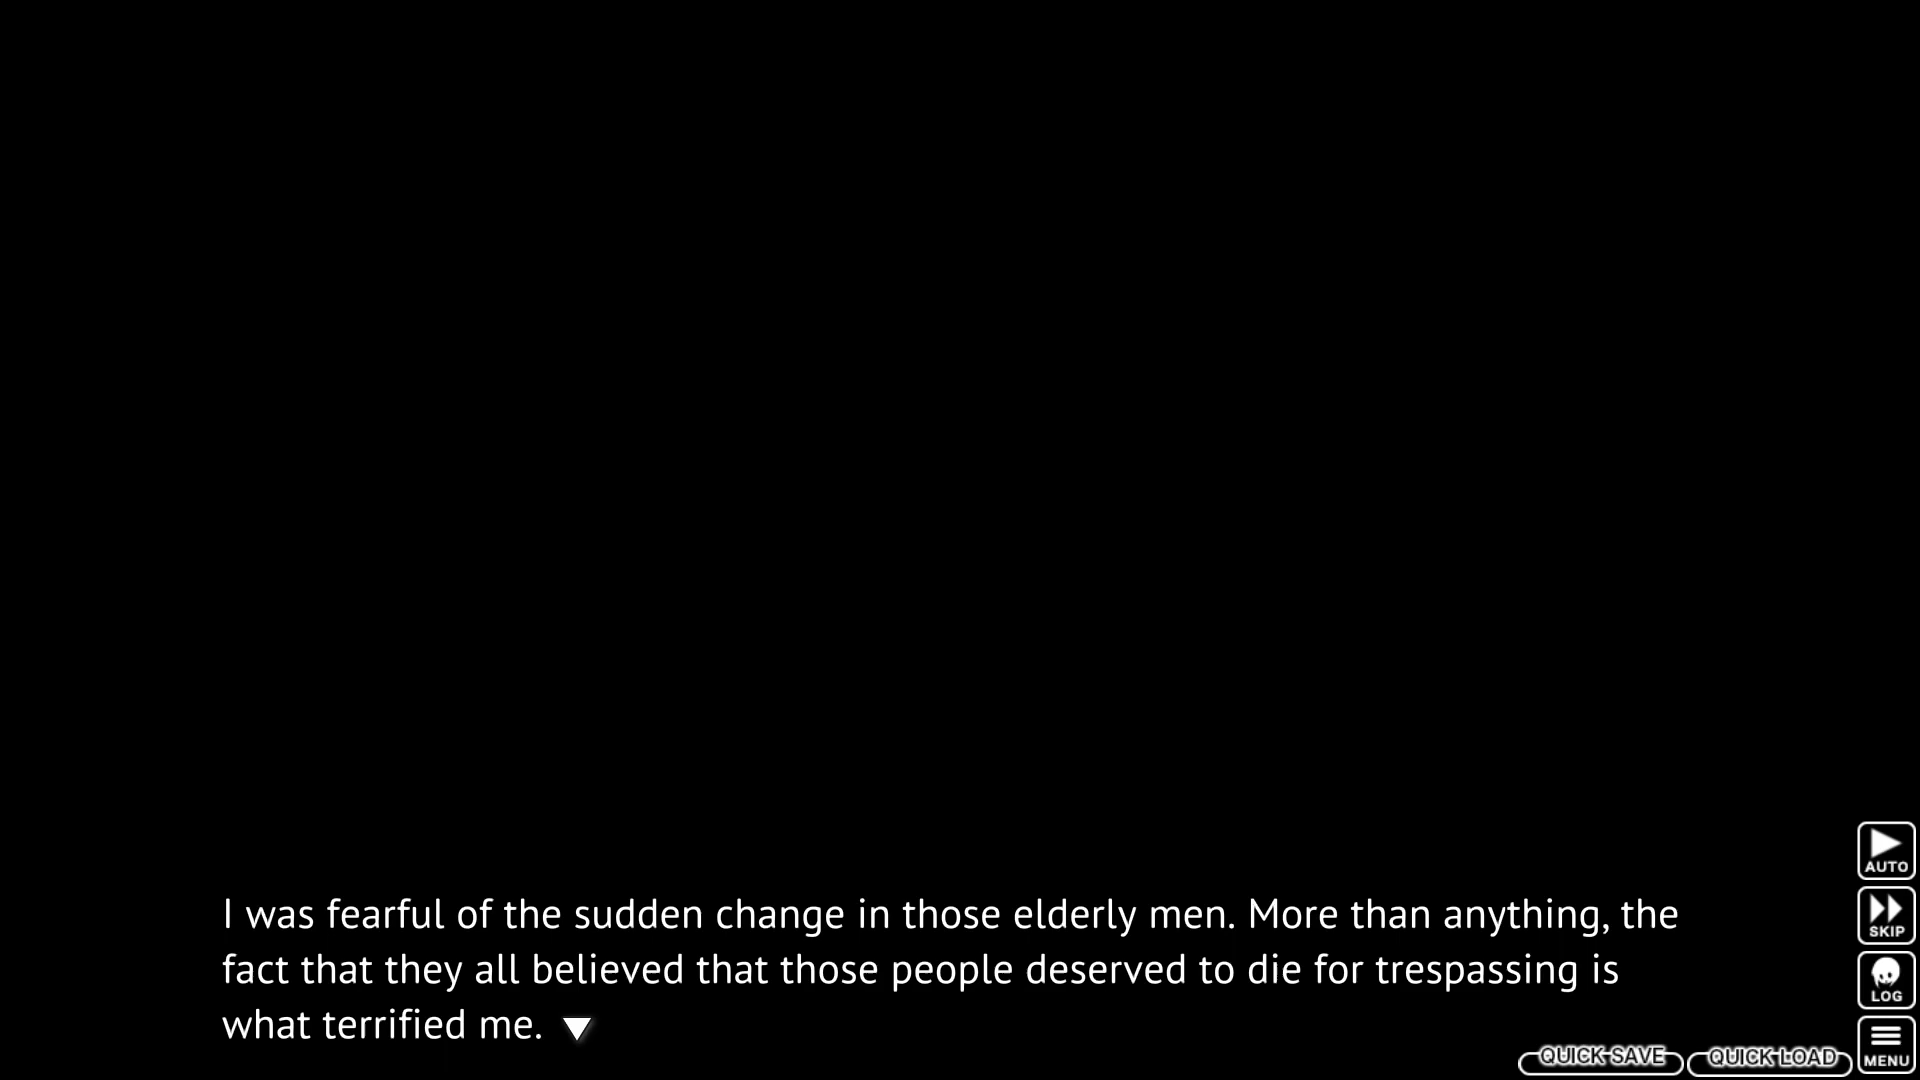 I was fearful of the sudden change in those elderly men. More than anything, the
fact that they all believed that those people deserved to die for trespassing is
what terrified me.
AUTO
SKIP
LOG
MENU
QUICK SAVE
QUICK LOAD